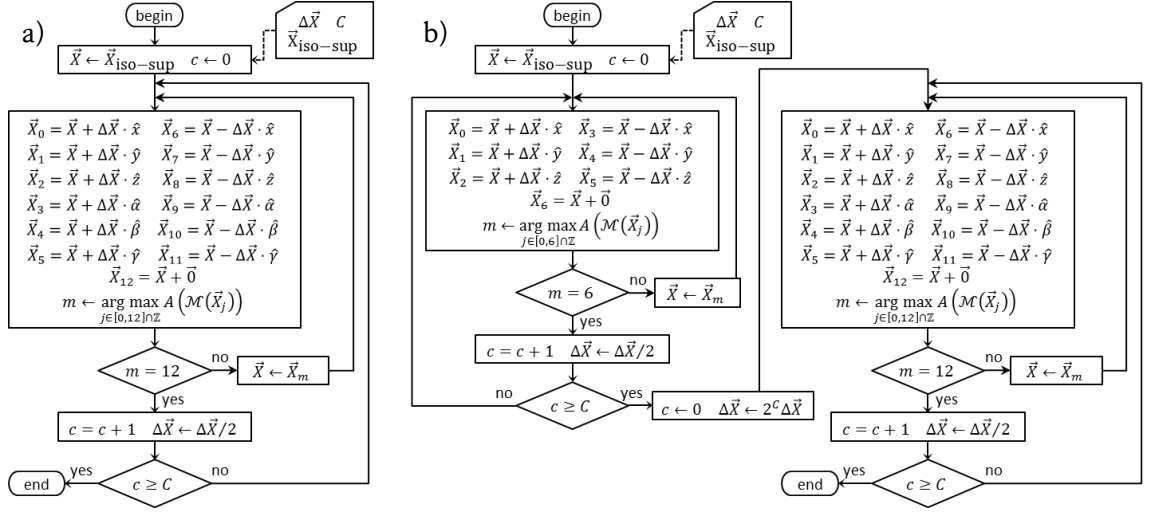 a)
begin
ΔX⃗ C
X⃗iso−sup
X⃗ ← X⃗iso−sup c ← 0
X⃗0 = X⃗ + ΔX⃗ · x̂ X⃗6 = X⃗ − ΔX⃗ · x̂
X⃗1 = X⃗ + ΔX⃗ · ŷ X⃗7 = X⃗ − ΔX⃗ · ŷ
X⃗2 = X⃗ + ΔX⃗ · ẑ X⃗8 = X⃗ − ΔX⃗ · ẑ
X⃗3 = X⃗ + ΔX⃗ · α̂ X⃗9 = X⃗ − ΔX⃗ · α̂
X⃗4 = X⃗ + ΔX⃗ · β̂ X⃗10 = X⃗ − ΔX⃗ · β̂
X⃗5 = X⃗ + ΔX⃗ · γ̂ X⃗11 = X⃗ − ΔX⃗ · γ̂
X⃗12 = X⃗ + 0⃗
m ← arg max A (ℳ(X⃗j))
j∈[0,12]∩ℤ
m = 12
no
X⃗ ← X⃗m
yes
c = c + 1 ΔX⃗ ← ΔX⃗/2
c ≥ C
yes
no
end
b)
begin
ΔX⃗ C
X⃗iso−sup
X⃗ ← X⃗iso−sup c ← 0
X⃗0 = X⃗ + ΔX⃗ · x̂ X⃗3 = X⃗ − ΔX⃗ · x̂
X⃗1 = X⃗ + ΔX⃗ · ŷ X⃗4 = X⃗ − ΔX⃗ · ŷ
X⃗2 = X⃗ + ΔX⃗ · ẑ X⃗5 = X⃗ − ΔX⃗ · ẑ
X⃗6 = X⃗ + 0⃗
m ← arg max A (ℳ(X⃗j))
j∈[0,6]∩ℤ
m = 6
no
X⃗ ← X⃗m
yes
c = c + 1 ΔX⃗ ← ΔX⃗/2
no
c ≥ C
yes
c ← 0 ΔX⃗ ← 2^C ΔX⃗
X⃗0 = X⃗ + ΔX⃗ · x̂ X⃗6 = X⃗ − ΔX⃗ · x̂
X⃗1 = X⃗ + ΔX⃗ · ŷ X⃗7 = X⃗ − ΔX⃗ · ŷ
X⃗2 = X⃗ + ΔX⃗ · ẑ X⃗8 = X⃗ − ΔX⃗ · ẑ
X⃗3 = X⃗ + ΔX⃗ · α̂ X⃗9 = X⃗ − ΔX⃗ · α̂
X⃗4 = X⃗ + ΔX⃗ · β̂ X⃗10 = X⃗ − ΔX⃗ · β̂
X⃗5 = X⃗ + ΔX⃗ · γ̂ X⃗11 = X⃗ − ΔX⃗ · γ̂
X⃗12 = X⃗ + 0⃗
m ← arg max A (ℳ(X⃗j))
j∈[0,12]∩ℤ
m = 12
no
X⃗ ← X⃗m
yes
c = c + 1 ΔX⃗ ← ΔX⃗/2
c ≥ C
yes
no
end